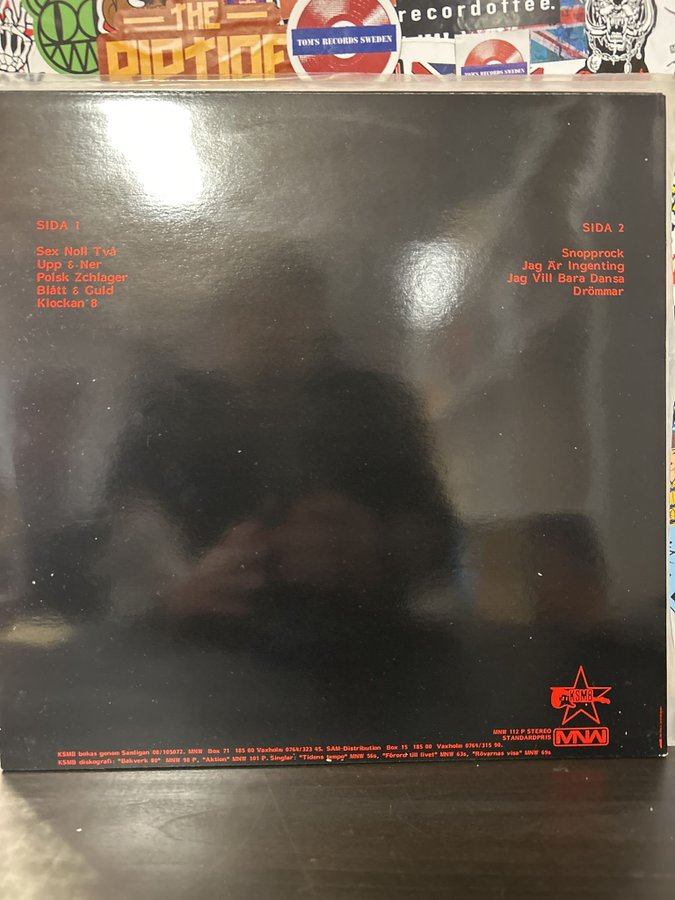 THE
RIPTIDE
TOM'S RECORDS SWEDEN
recordoffee.
TOM'S RECORDS SWEDEN
SIDA 1
Sex Noll Två
Upp & Ner
Polsk Zchlager
Blått & Guld
Klockan 8
SIDA 2
Snopprock
Jag Är Ingenting
Jag Vill Bara Dansa
Drömmar
KSMB
MNW 112 P STEREO
STANDARDPRIS
MNW
KSMB bokas genom Santigan 08/105072, MNW Box 71 185 00 Vaxholm 0764/323 45, SAM-Distribution Box 15 185 00 Vaxholm 0764/315 90.
KSMB diskografi: "Bakverk 80" MNW 98 P, "Aktion" MNW 101 P. Singlar: "Tidens tempo" MNW 56s, "Förord till livet" MNW 63s, "Rövarnas visa" MNW 69s